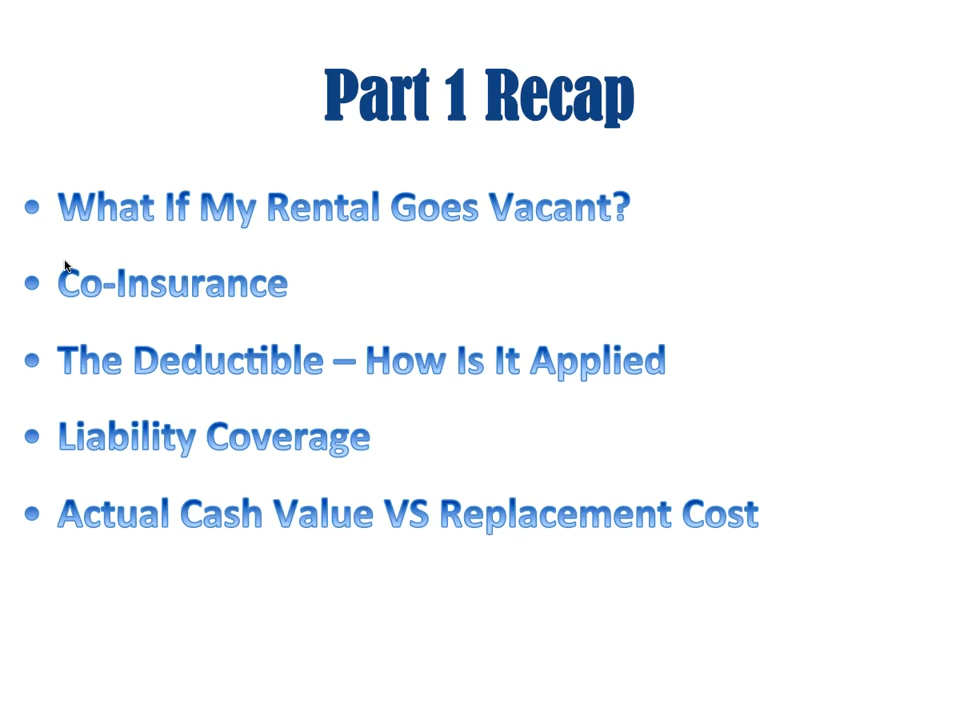 Part 1 Recap
• What If My Rental Goes Vacant?
• Co-Insurance
• The Deductible – How Is It Applied
• Liability Coverage
• Actual Cash Value VS Replacement Cost